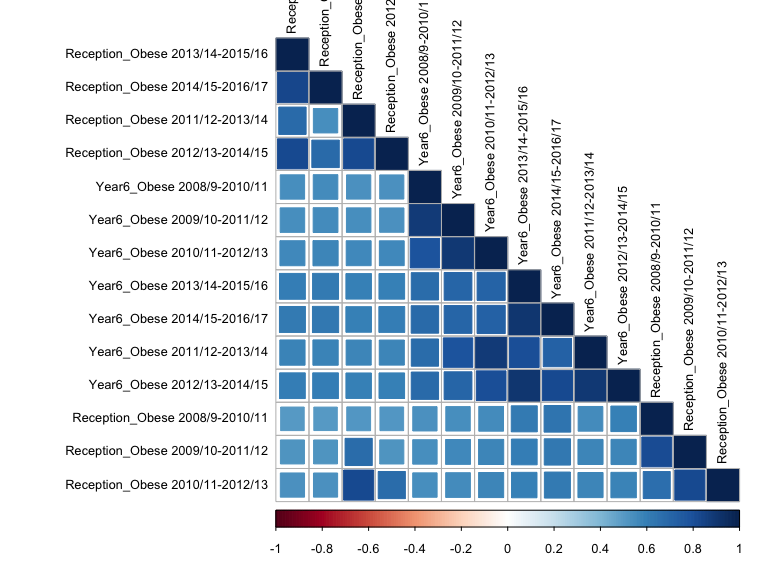 Recep
Reception_
Reception_Obese
Reception_Obese 2012
Year6_Obese 2008/9-2010/1
Year6_Obese 2009/10-2011/12
Year6_Obese 2010/11-2012/13
Year6_Obese 2013/14-2015/16
Year6_Obese 2014/15-2016/17
Year6_Obese 2011/12-2013/14
Year6_Obese 2012/13-2014/15
Reception_Obese 2008/9-2010/11
Reception_Obese 2009/10-2011/12
Reception_Obese 2010/11-2012/13
Reception_Obese 2013/14-2015/16
Reception_Obese 2014/15-2016/17
Reception_Obese 2011/12-2013/14
Reception_Obese 2012/13-2014/15
Year6_Obese 2008/9-2010/11
Year6_Obese 2009/10-2011/12
Year6_Obese 2010/11-2012/13
Year6_Obese 2013/14-2015/16
Year6_Obese 2014/15-2016/17
Year6_Obese 2011/12-2013/14
Year6_Obese 2012/13-2014/15
Reception_Obese 2008/9-2010/11
Reception_Obese 2009/10-2011/12
Reception_Obese 2010/11-2012/13
-1 -0.8 -0.6 -0.4 -0.2 0 0.2 0.4 0.6 0.8 1